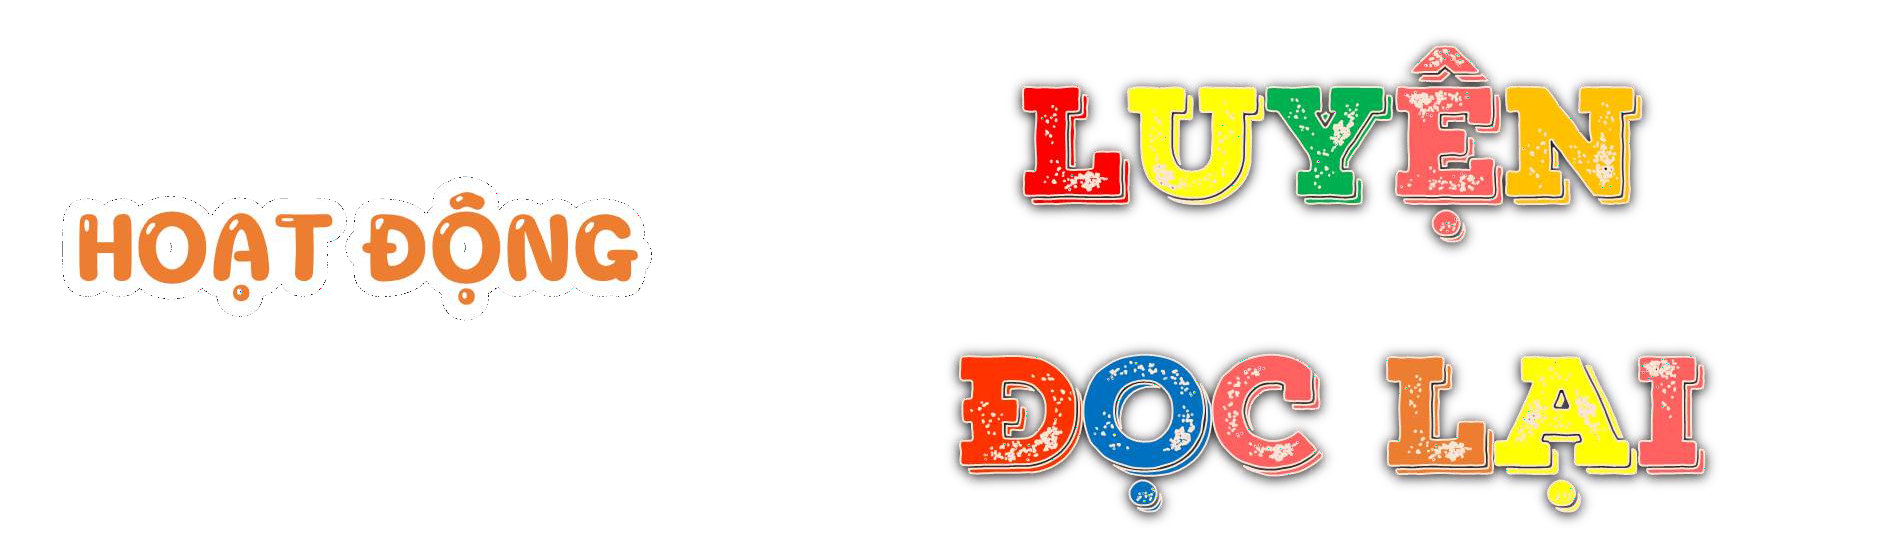 HOẠT ĐỘNG
LUYỆN
ĐỌC LẠI